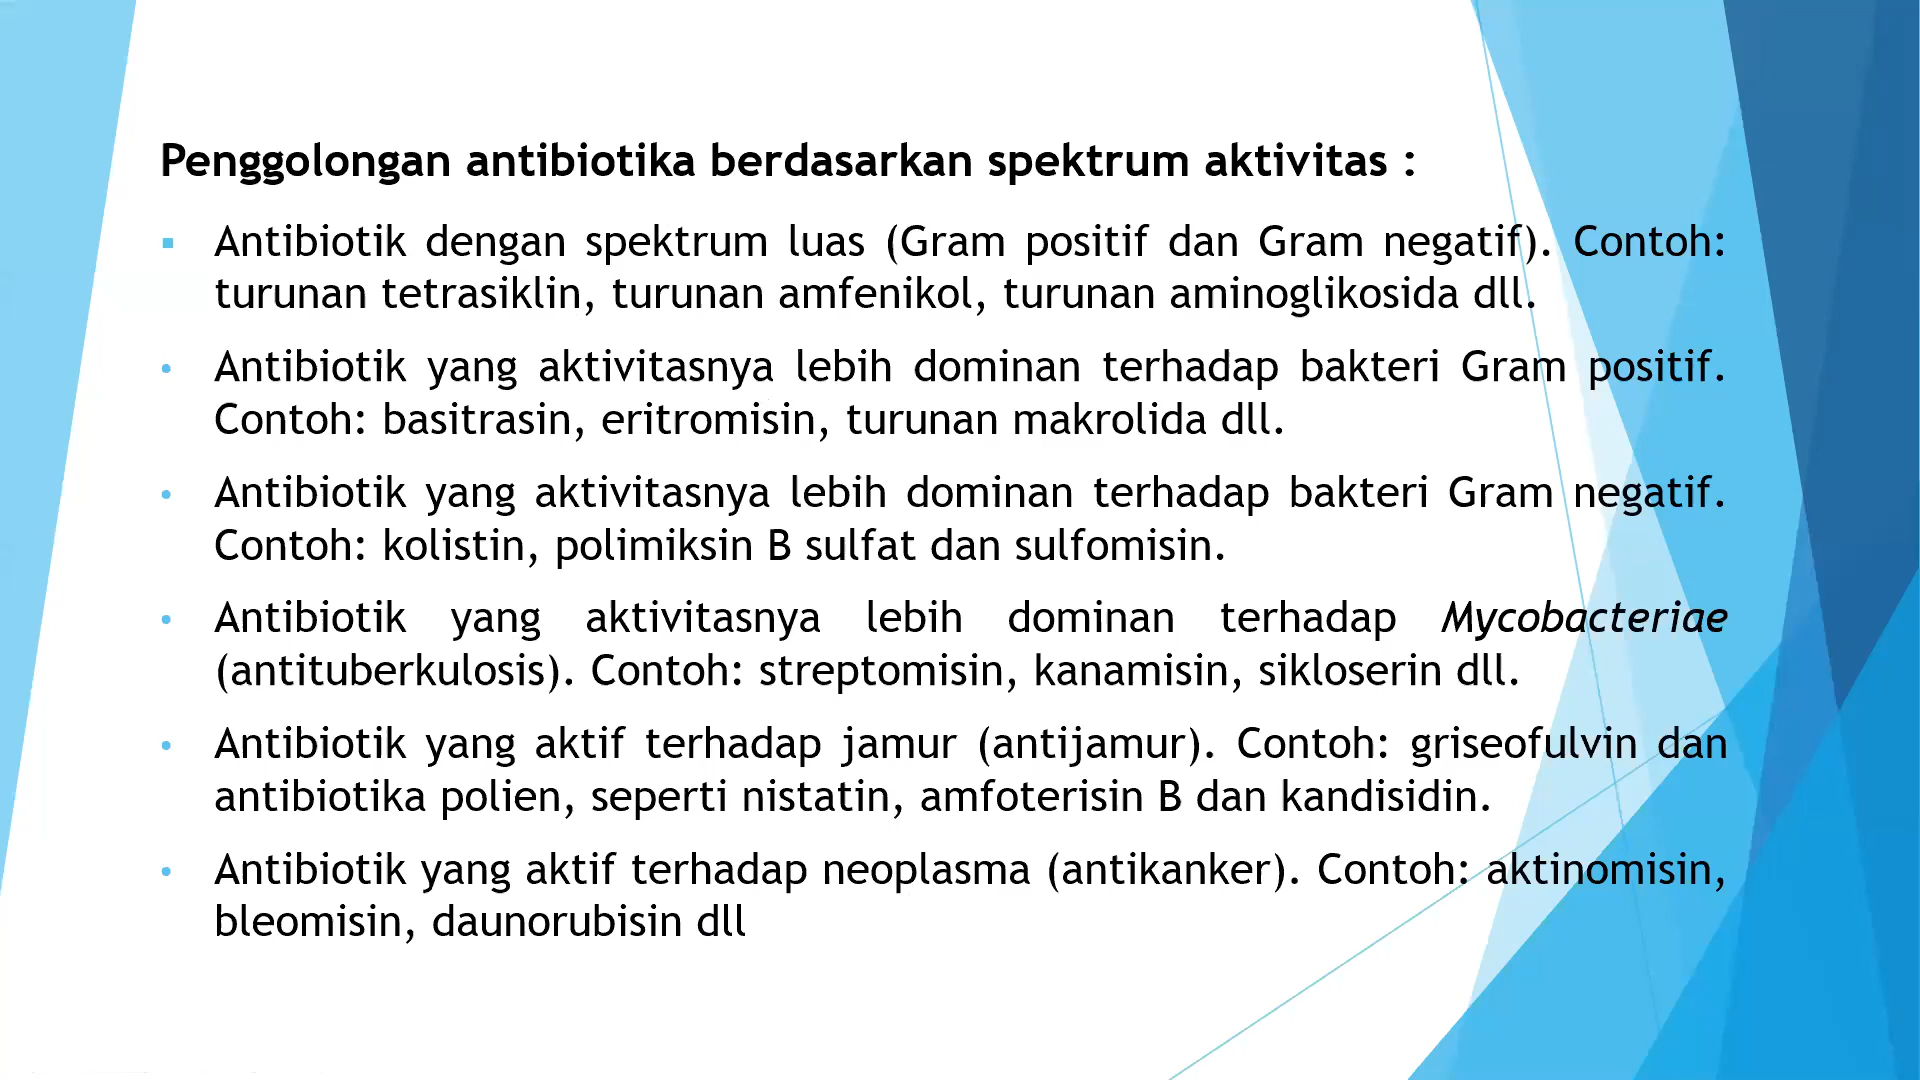 Penggolongan antibiotika berdasarkan spektrum aktivitas :
▪ Antibiotik dengan spektrum luas (Gram positif dan Gram negatif). Contoh:
turunan tetrasiklin, turunan amfenikol, turunan aminoglikosida dll.
• Antibiotik yang aktivitasnya lebih dominan terhadap bakteri Gram positif.
Contoh: basitrasin, eritromisin, turunan makrolida dll.
• Antibiotik yang aktivitasnya lebih dominan terhadap bakteri Gram negatif.
Contoh: kolistin, polimiksin B sulfat dan sulfomisin.
• Antibiotik yang aktivitasnya lebih dominan terhadap Mycobacteriae
(antituberkulosis). Contoh: streptomisin, kanamisin, sikloserin dll.
• Antibiotik yang aktif terhadap jamur (antijamur). Contoh: griseofulvin dan
antibiotika polien, seperti nistatin, amfoterisin B dan kandisidin.
• Antibiotik yang aktif terhadap neoplasma (antikanker). Contoh: aktinomisin,
bleomisin, daunorubisin dll